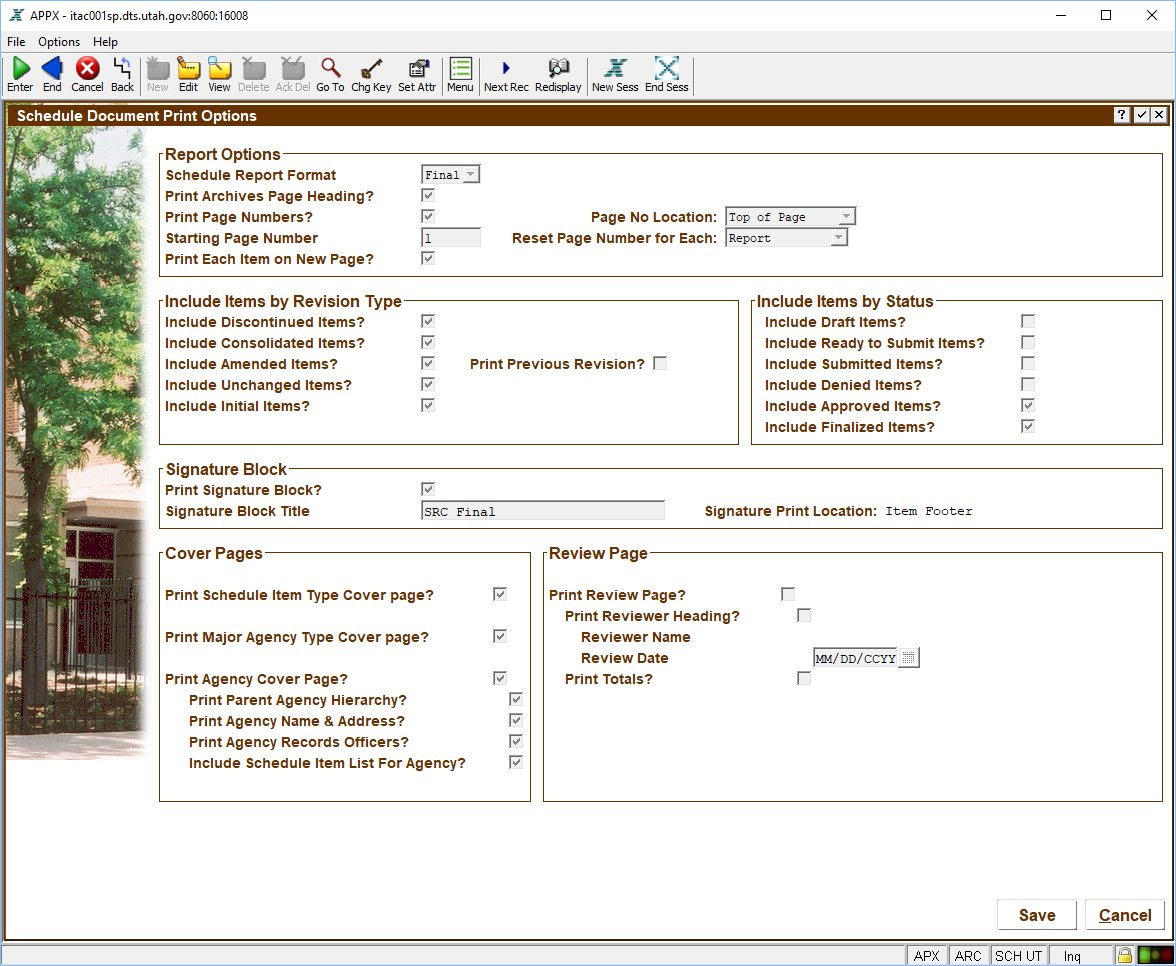 APPX - itac001sp.dts.utah.gov:8060:16008
File Options Help
Enter End Cancel Back New Edit View Delete Ack Del Go To Chg Key Set Attr Menu Next Rec Redisplay New Sess End Sess
Schedule Document Print Options
Report Options
Schedule Report Format Final
Print Archives Page Heading?
Print Page Numbers? Page No Location: Top of Page
Starting Page Number 1 Reset Page Number for Each: Report
Print Each Item on New Page?
Include Items by Revision Type
Include Discontinued Items?
Include Consolidated Items?
Include Amended Items? Print Previous Revision?
Include Unchanged Items?
Include Initial Items?
Include Items by Status
Include Draft Items?
Include Ready to Submit Items?
Include Submitted Items?
Include Denied Items?
Include Approved Items?
Include Finalized Items?
Signature Block
Print Signature Block?
Signature Block Title SRC Final Signature Print Location: Item Footer
Cover Pages
Print Schedule Item Type Cover page?
Print Major Agency Type Cover page?
Print Agency Cover Page?
Print Parent Agency Hierarchy?
Print Agency Name & Address?
Print Agency Records Officers?
Include Schedule Item List For Agency?
Review Page
Print Review Page?
Print Reviewer Heading?
Reviewer Name
Review Date MM/DD/CCYY
Print Totals?
Save Cancel
APX ARC SCH UT Inq